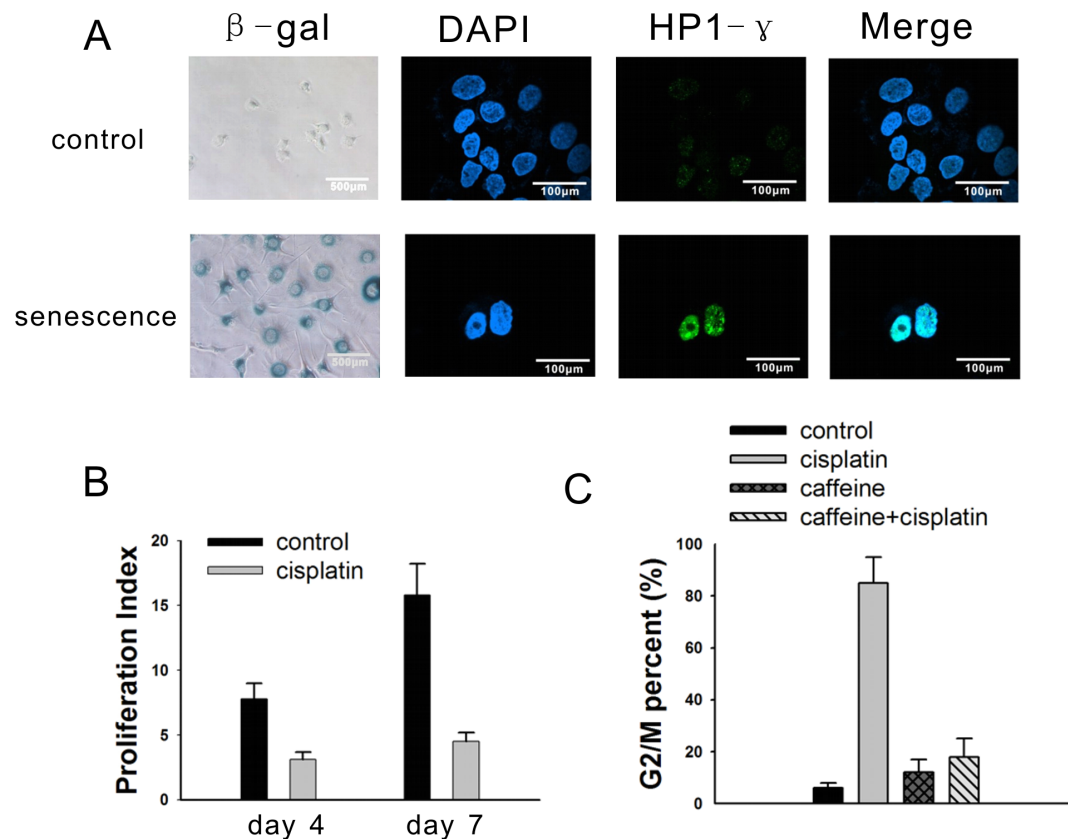 A
β-gal
DAPI
HP1-γ
Merge
control
500μm
100μm
100μm
100μm
senescence
500μm
100μm
100μm
100μm
B
Proliferation Index
20
15
10
5
0
control
cisplatin
day 4
day 7
C
control
cisplatin
caffeine
caffeine+cisplatin
G2/M percent (%)
100
80
60
40
20
0